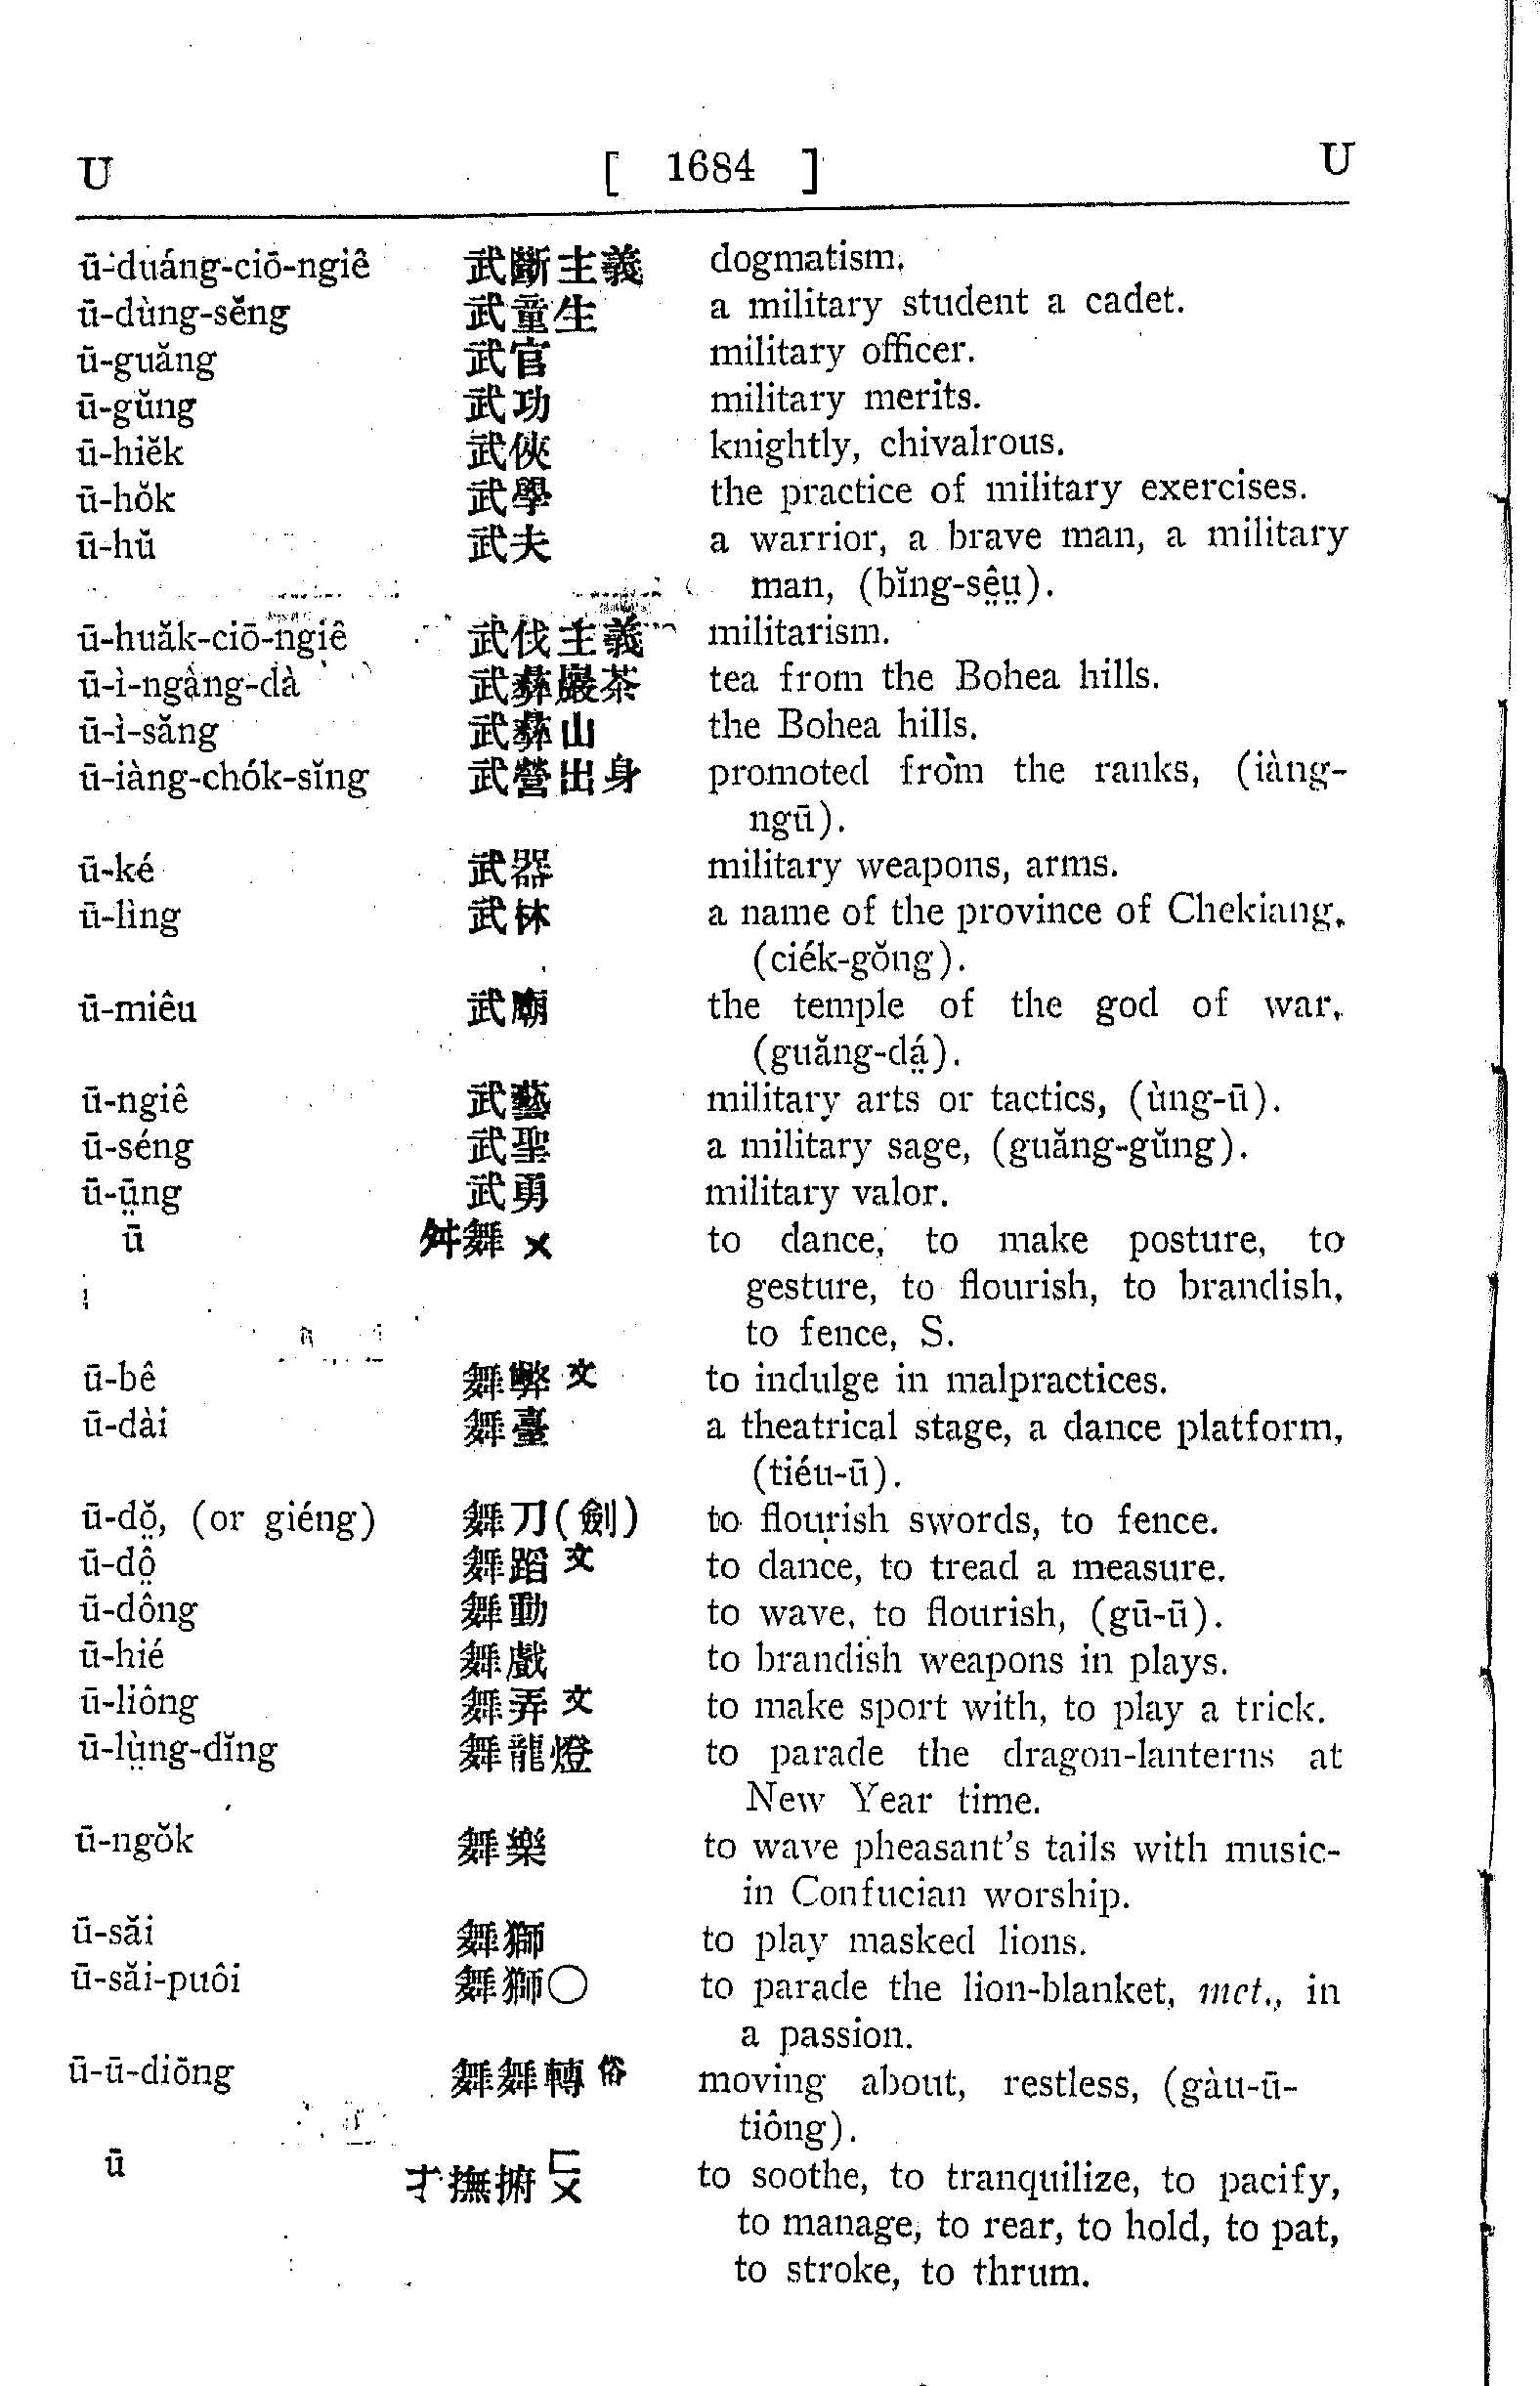 U [ 1684 ] U
ū-duáng-ciō-ngiê 武斷主義 dogmatism.
ū-dùng-sĕng 武童生 a military student a cadet.
ū-guăng 武官 military officer.
ū-gŭng 武功 military merits.
ū-hiĕk 武俠 knightly, chivalrous.
ū-hŏk 武學 the practice of military exercises.
ū-hŭ 武夫 a warrior, a brave man, a military
man, (bĭng-sê̤ṳ).
ū-huăk-ciō-ngiê 武伐主義 militarism.
ū-ì-ngàng-dà 武彝巖茶 tea from the Bohea hills.
ū-ì-săng 武彝山 the Bohea hills.
ū-iàng-chók-sĭng 武營出身 promoted from the ranks, (iàng-
ngū).
ū-ké 武器 military weapons, arms.
ū-lìng 武林 a name of the province of Chekiang,
(ciék-gŏng).
ū-miêu 武廟 the temple of the god of war,
(guăng-dá̤).
ū-ngiê 武藝 military arts or tactics, (ùng-ū).
ū-séng 武聖 a military sage, (guăng-gŭng).
ū-ṳ̄ng 武勇 military valor.
ū 舛舞 ㄨ to dance, to make posture, to
gesture, to flourish, to brandish,
to fence, S.
ū-bê 舞弊 文 to indulge in malpractices.
ū-dài 舞臺 a theatrical stage, a dance platform,
(tiéu-ū).
ū-dŏ̤, (or giéng) 舞刀(劍) to flourish swords, to fence.
ū-dô̤ 舞蹈 文 to dance, to tread a measure.
ū-dông 舞動 to wave, to flourish, (gū-ū).
ū-hié 舞戲 to brandish weapons in plays.
ū-liông 舞弄 文 to make sport with, to play a trick.
ū-lṳ̀ng-dĭng 舞龍燈 to parade the dragon-lanterns at
New Year time.
ū-ngŏk 舞樂 to wave pheasant's tails with music
in Confucian worship.
ū-săi 舞獅 to play masked lions.
ū-săi-puôi 舞獅〇 to parade the lion-blanket, met., in
a passion.
ū-ū-diōng 舞舞轉 俗 moving about, restless, (gàu-ū-
tiông).
ū 扌撫拊 ㄈㄨ to soothe, to tranquilize, to pacify,
to manage, to rear, to hold, to pat,
to stroke, to thrum.